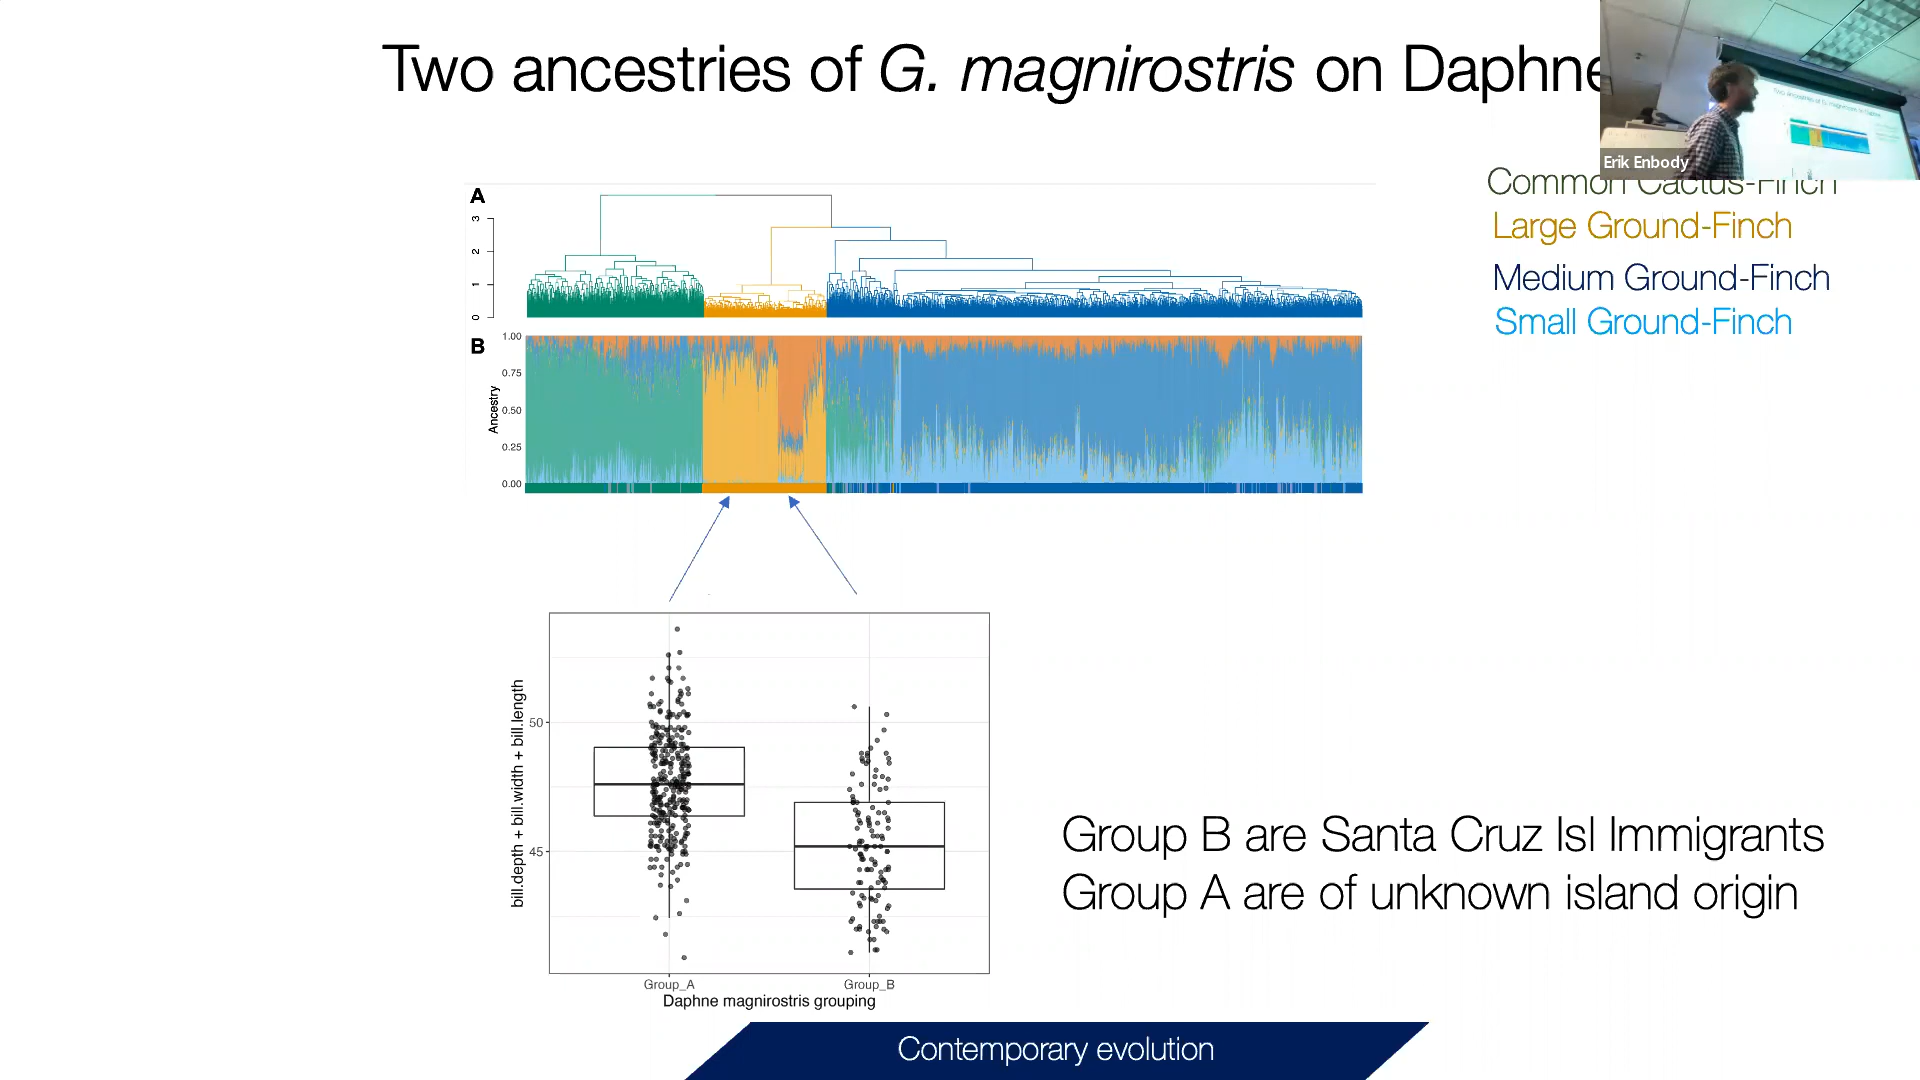 Two ancestries of G. magnirostris on Daphne
Erik Enbody
Common Cactus-Finch
Large Ground-Finch
Medium Ground-Finch
Small Ground-Finch
A
3
2
1
0
B
1.00
0.75
0.50
0.25
0.00
Ancestry
bill.depth + bill.width + bill.length
50
45
Group_A
Group_B
Daphne magnirostris grouping
Group B are Santa Cruz Isl Immigrants
Group A are of unknown island origin
Contemporary evolution